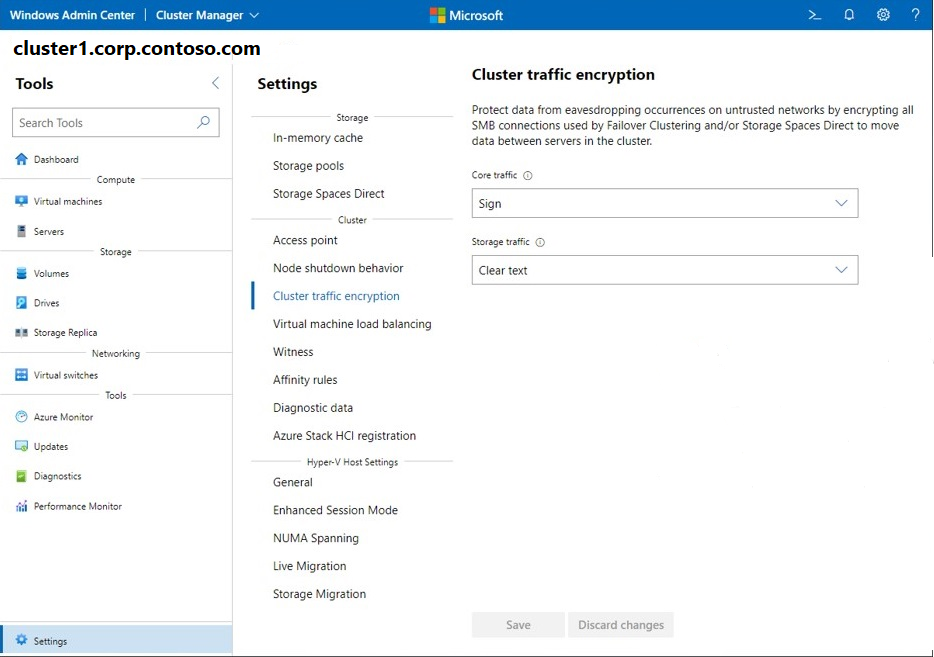 Windows Admin Center | Cluster Manager
Microsoft
cluster1.corp.contoso.com
Tools
Search Tools
Dashboard
Compute
Virtual machines
Servers
Storage
Volumes
Drives
Storage Replica
Networking
Virtual switches
Tools
Azure Monitor
Updates
Diagnostics
Performance Monitor
Settings
Settings
Storage
In-memory cache
Storage pools
Storage Spaces Direct
Cluster
Access point
Node shutdown behavior
Cluster traffic encryption
Virtual machine load balancing
Witness
Affinity rules
Diagnostic data
Azure Stack HCI registration
Hyper-V Host Settings
General
Enhanced Session Mode
NUMA Spanning
Live Migration
Storage Migration
Cluster traffic encryption
Protect data from eavesdropping occurrences on untrusted networks by encrypting all
SMB connections used by Failover Clustering and/or Storage Spaces Direct to move
data between servers in the cluster.
Core traffic
Sign
Storage traffic
Clear text
Save
Discard changes